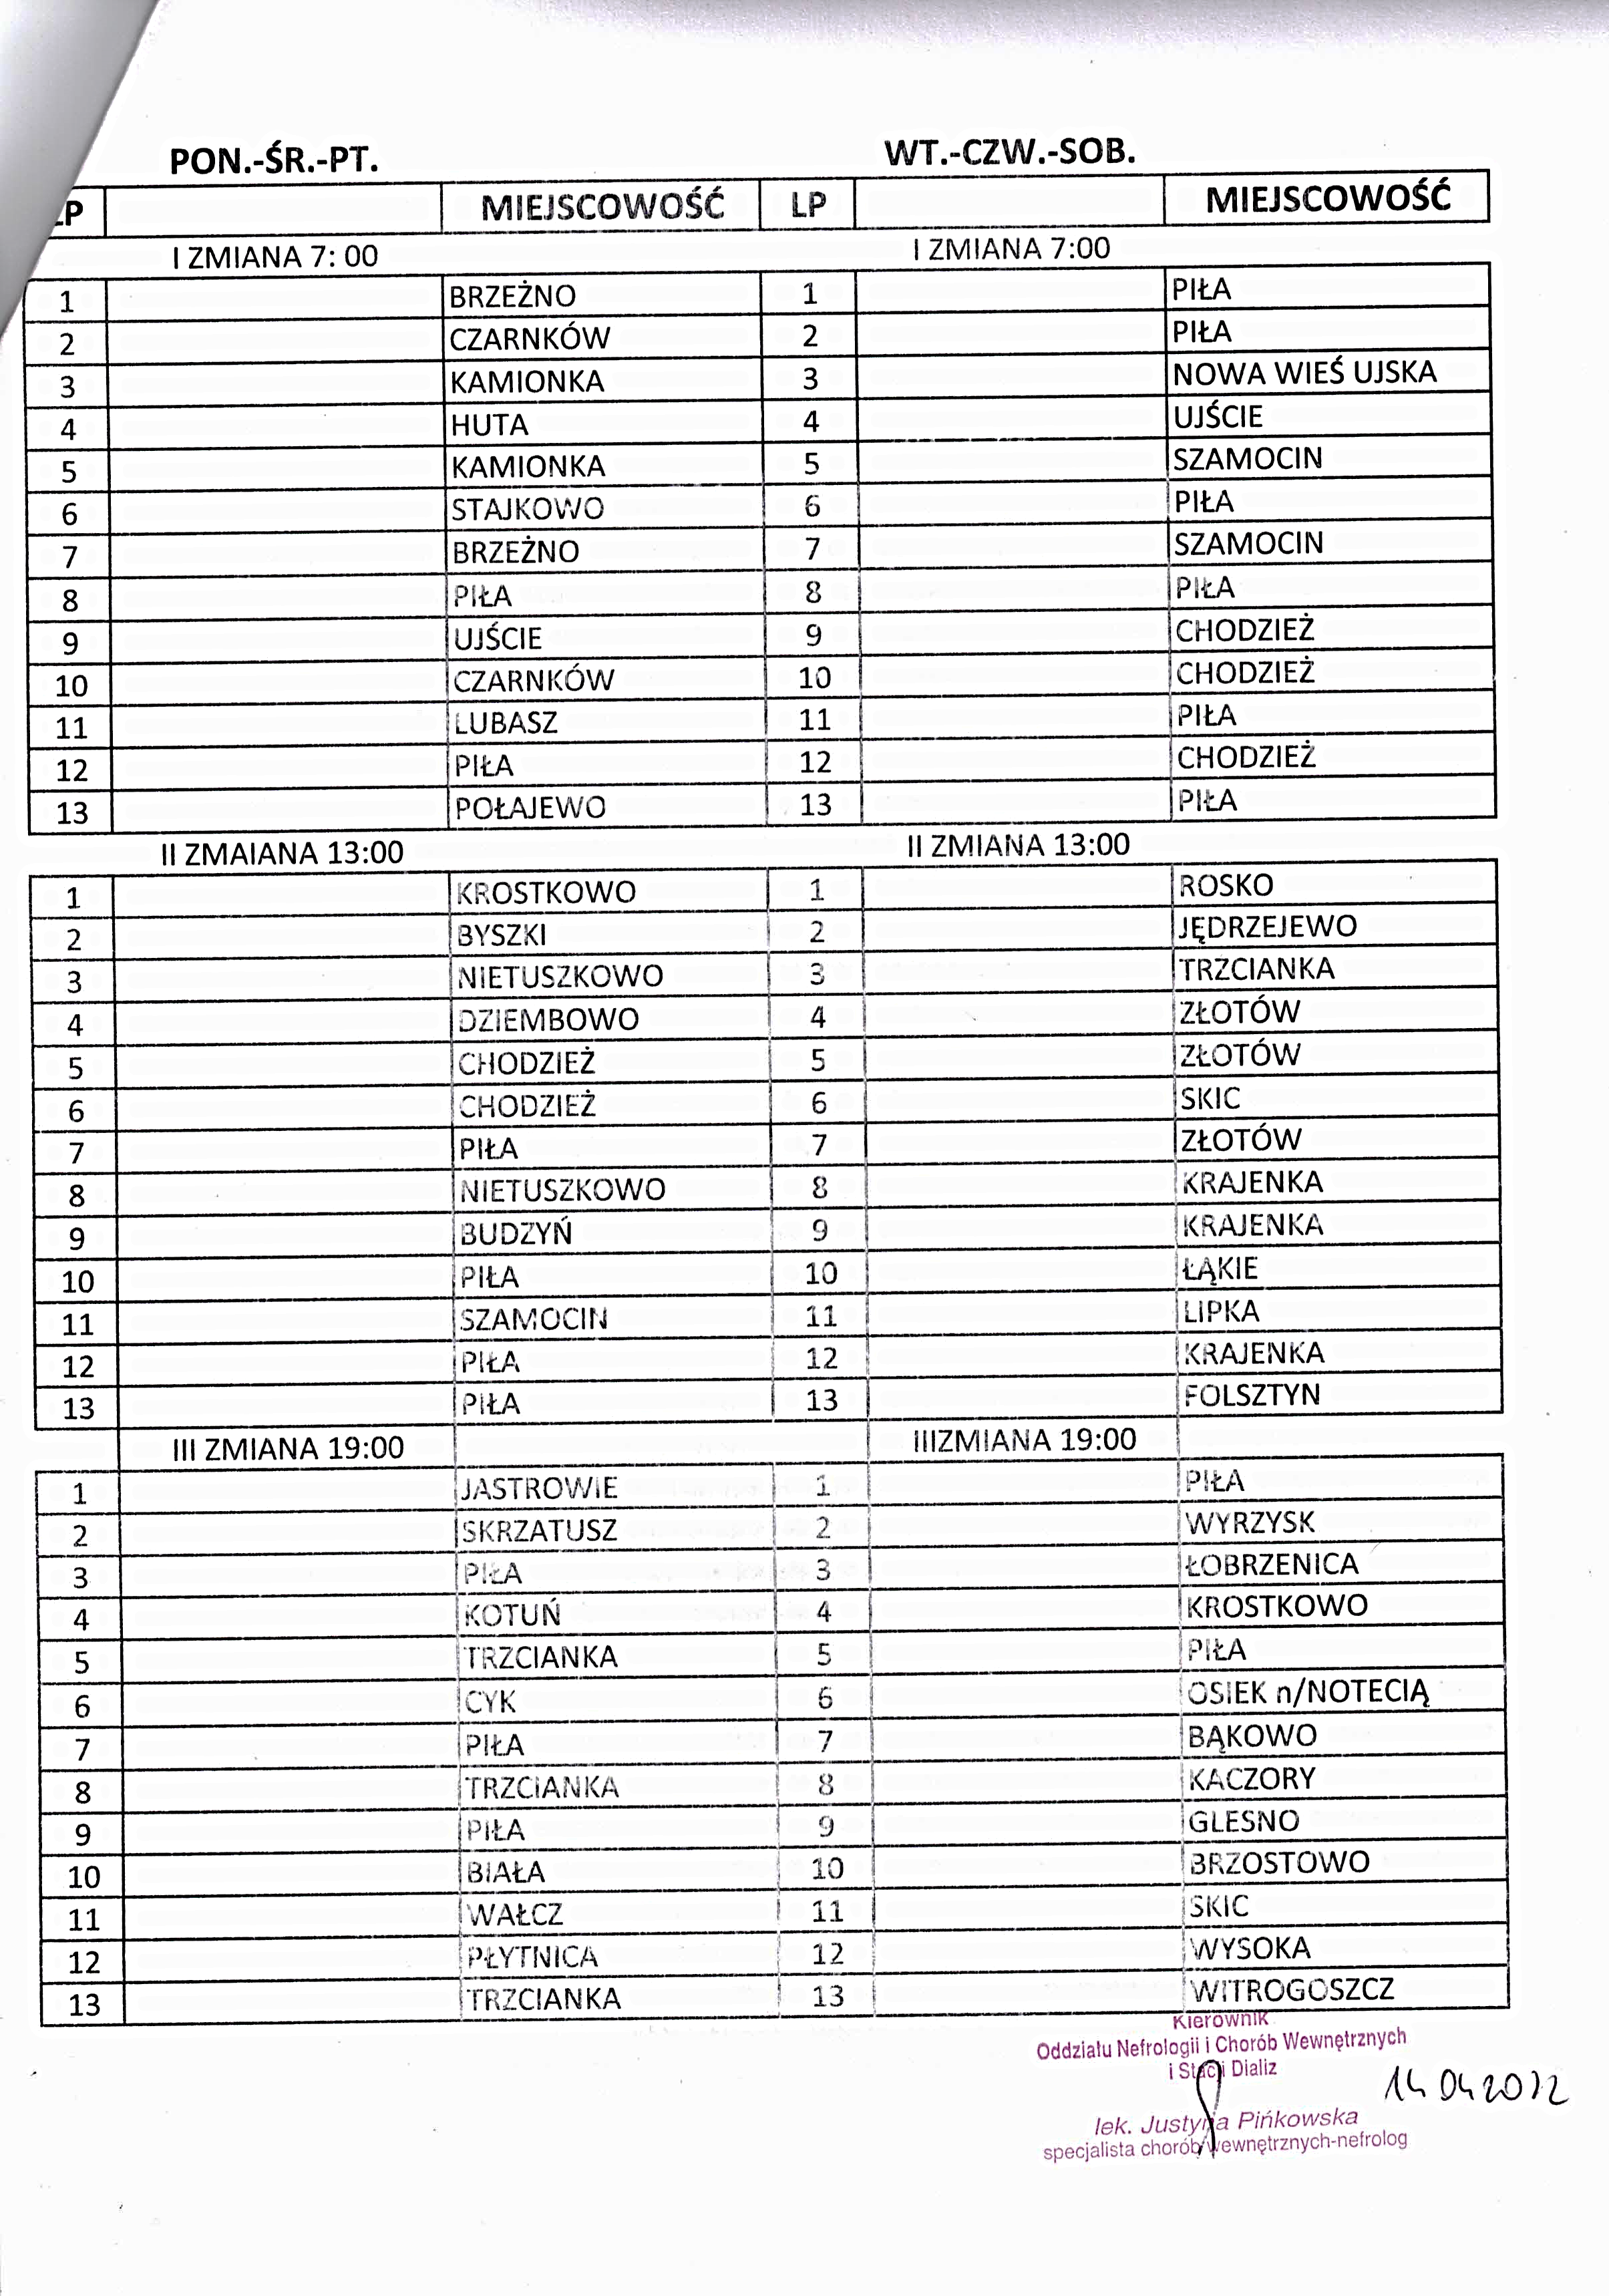 PON.-ŚR.-PT. WT.-CZW.-SOB.
LP MIEJSCOWOŚĆ LP MIEJSCOWOŚĆ
I ZMIANA 7: 00 I ZMIANA 7:00
1 BRZEŻNO 1 PIŁA
2 CZARNKÓW 2 PIŁA
3 KAMIONKA 3 NOWA WIEŚ UJSKA
4 HUTA 4 UJŚCIE
5 KAMIONKA 5 SZAMOCIN
6 STAJKOWO 6 PIŁA
7 BRZEŻNO 7 SZAMOCIN
8 PIŁA 8 PIŁA
9 UJŚCIE 9 CHODZIEŻ
10 CZARNKÓW 10 CHODZIEŻ
11 LUBASZ 11 PIŁA
12 PIŁA 12 CHODZIEŻ
13 POŁAJEWO 13 PIŁA
II ZMAIANA 13:00 II ZMIANA 13:00
1 KROSTKOWO 1 ROSKO
2 BYSZKI 2 JĘDRZEJEWO
3 NIETUSZKOWO 3 TRZCIANKA
4 DZIEMBOWO 4 ZŁOTÓW
5 CHODZIEŻ 5 ZŁOTÓW
6 CHODZIEŻ 6 SKIC
7 PIŁA 7 ZŁOTÓW
8 NIETUSZKOWO 8 KRAJENKA
9 BUDZYŃ 9 KRAJENKA
10 PIŁA 10 ŁĄKIE
11 SZAMOCIN 11 LIPKA
12 PIŁA 12 KRAJENKA
13 PIŁA 13 FOLSZTYN
III ZMIANA 19:00 IIIZMIANA 19:00
1 JASTROWIE 1 PIŁA
2 SKRZATUSZ 2 WYRZYSK
3 PIŁA 3 ŁOBRZENICA
4 KOTUŃ 4 KROSTKOWO
5 TRZCIANKA 5 PIŁA
6 CYK 6 OSIEK n/NOTECIĄ
7 PIŁA 7 BĄKOWO
8 TRZCIANKA 8 KACZORY
9 PIŁA 9 GLESNO
10 BIAŁA 10 BRZOSTOWO
11 WAŁCZ 11 SKIC
12 PŁYTNICA 12 WYSOKA
13 TRZCIANKA 13 WITROGOSZCZ
Kierownik
Oddziału Nefrologii i Chorób Wewnętrznych
i Stacji Dializ
14 04 2022
lek. Justyna Pińkowska
specjalista chorób wewnętrznych-nefrolog